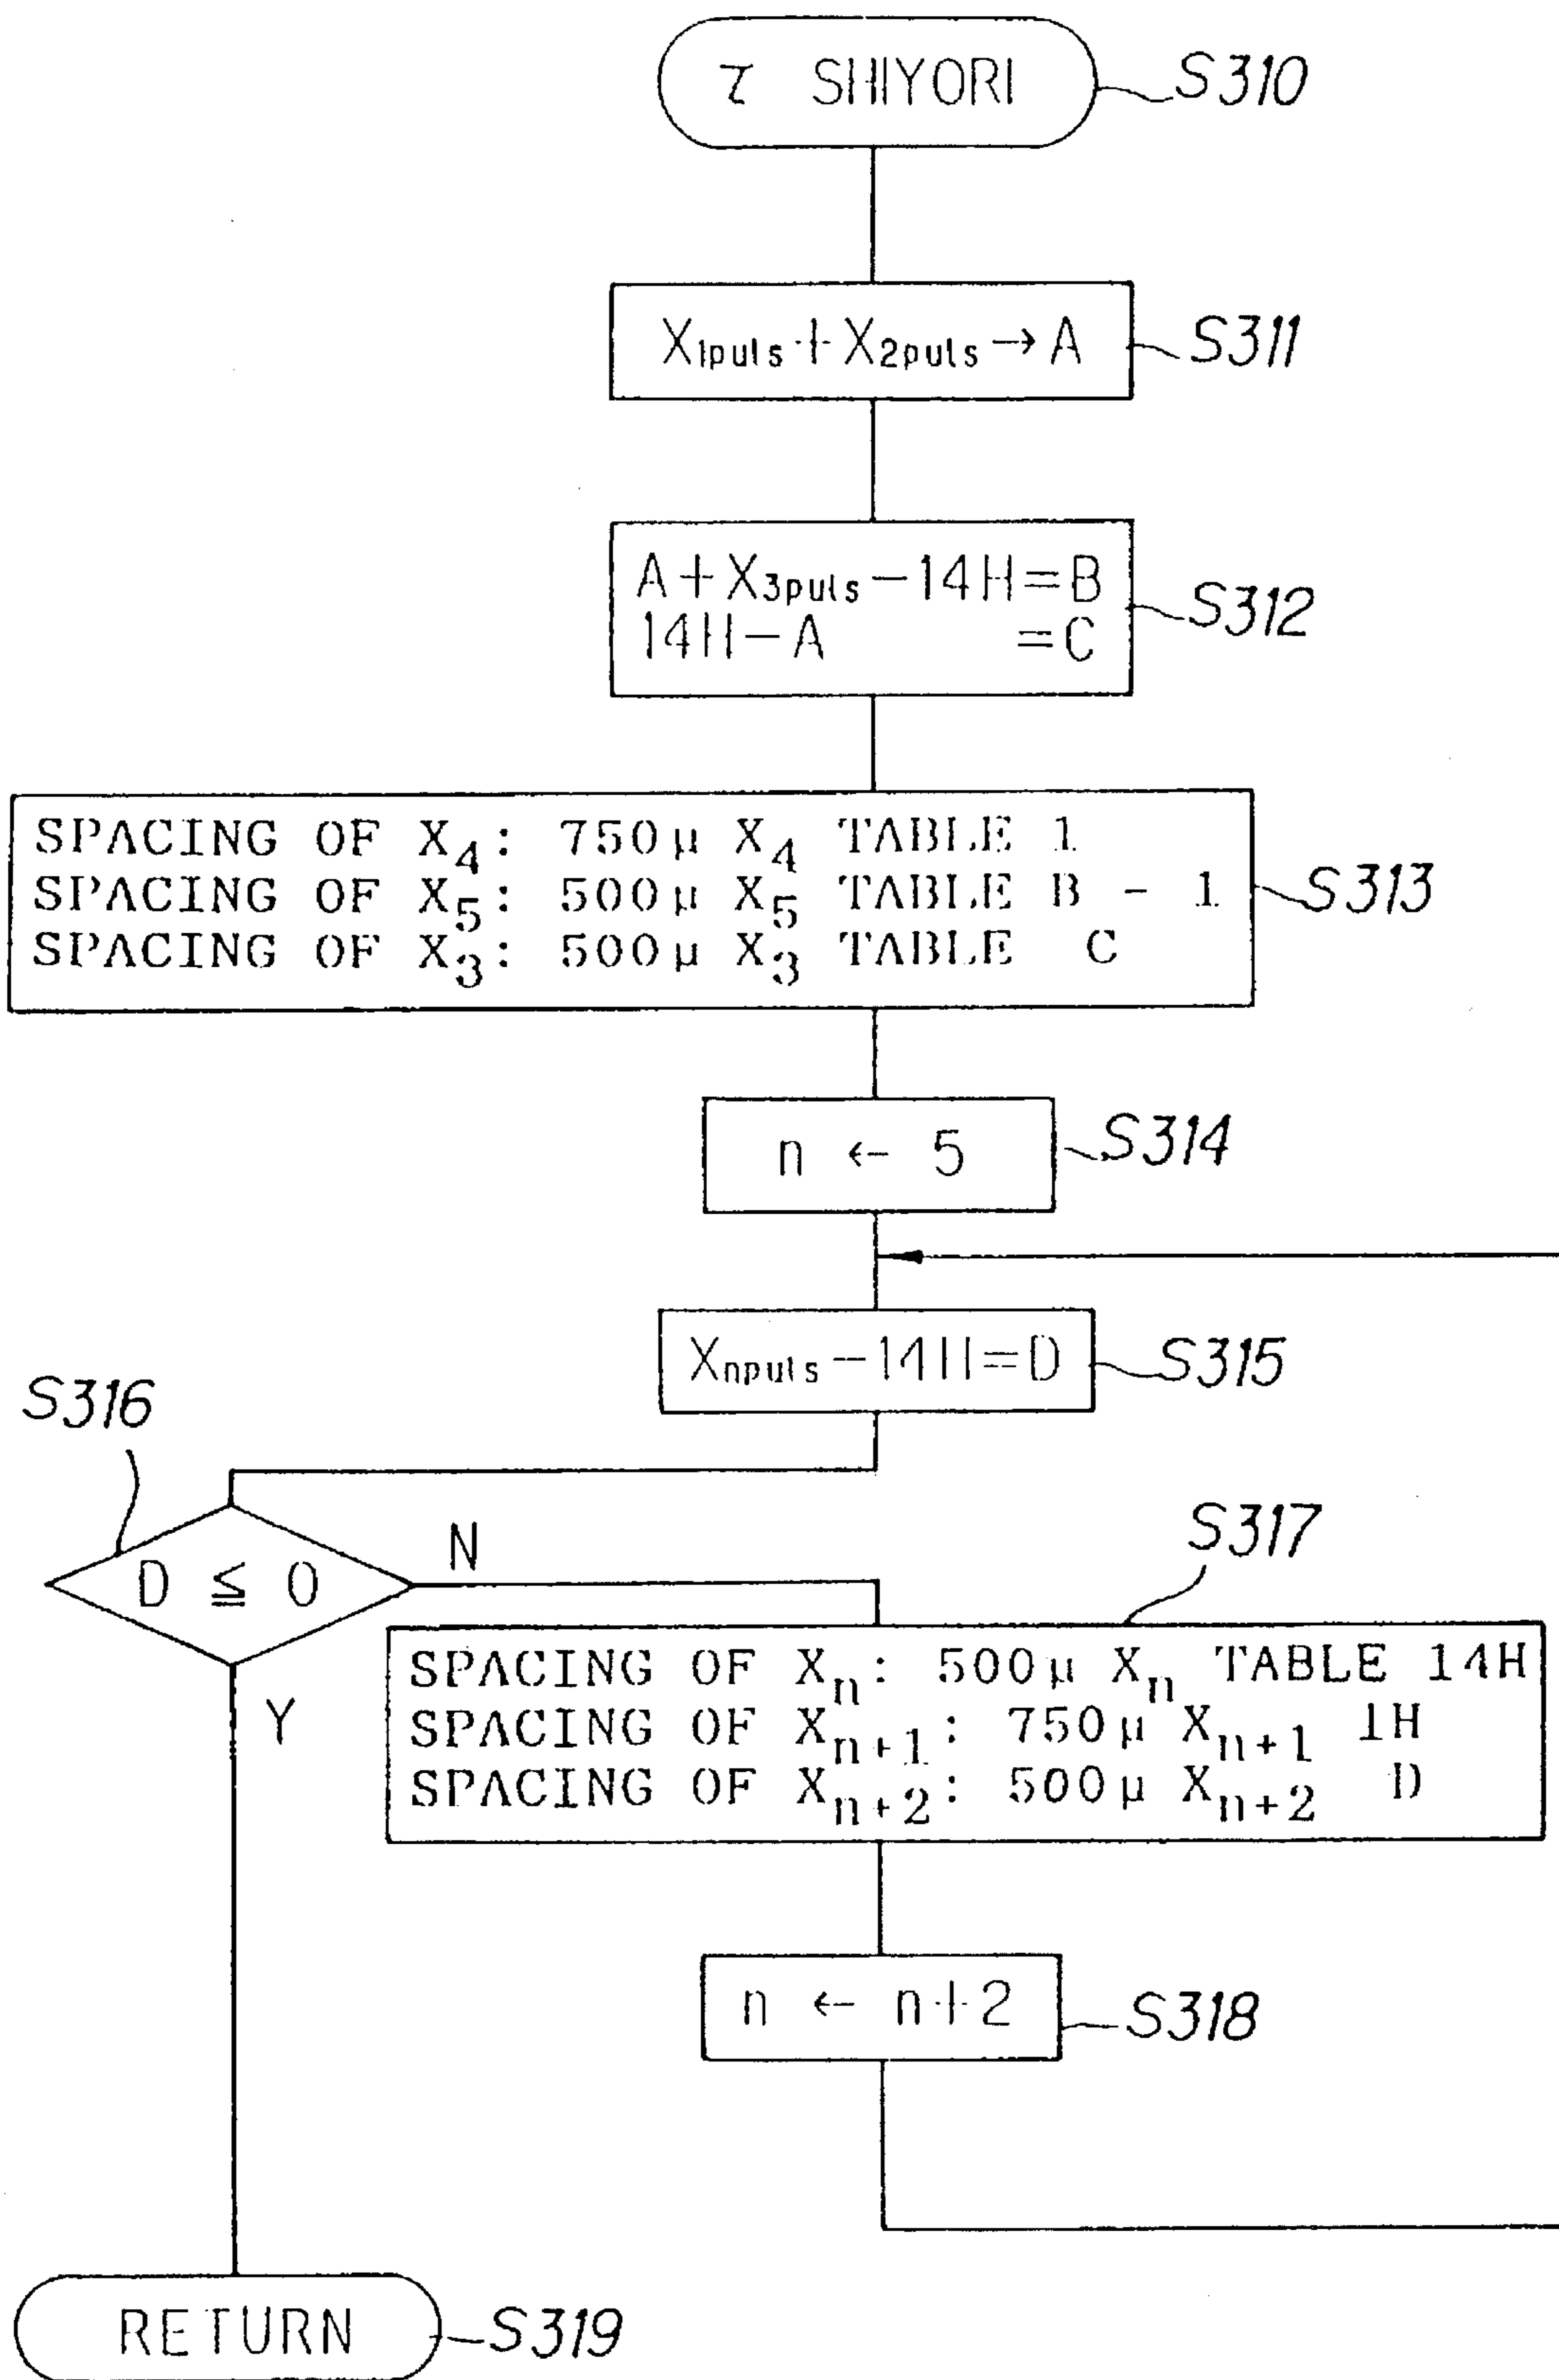 τ SHIYORI
S310
X1puls + X2puls → A
S311
A + X3puls − 14H = B
14H − A = C
S312
SPACING OF X4: 750μ X4 TABLE 1
SPACING OF X5: 500μ X5 TABLE B - 1
SPACING OF X3: 500μ X3 TABLE C
S313
n ← 5
S314
Xnpuls − 14H = D
S315
S316
D ≦ 0
N
Y
S317
SPACING OF Xn: 500μ Xn TABLE 14H
SPACING OF Xn+1: 750μ Xn+1 1H
SPACING OF Xn+2: 500μ Xn+2 D
n ← n+2
S318
RETURN
S319